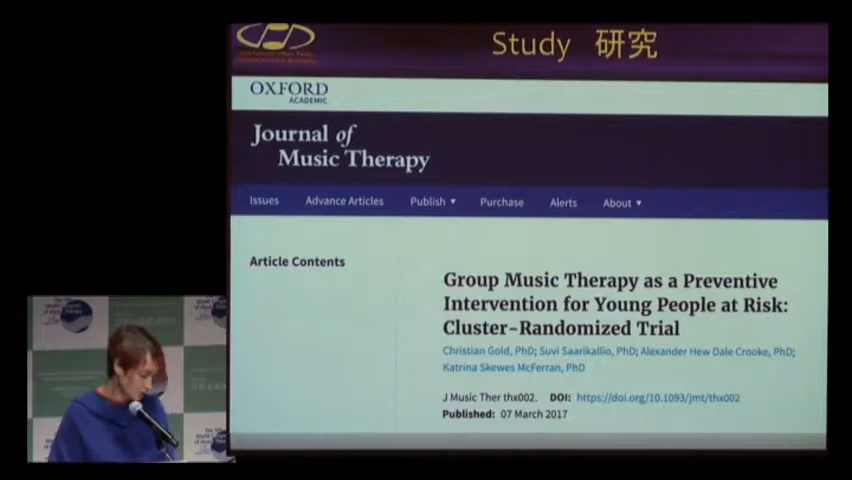 Study 研究
OXFORD
ACADEMIC
Journal of
Music Therapy
Issues Advance Articles Publish ▼ Purchase Alerts About ▼
Article Contents
Group Music Therapy as a Preventive
Intervention for Young People at Risk:
Cluster-Randomized Trial
Christian Gold, PhD; Suvi Saarikallio, PhD; Alexander Hew Dale Crooke, PhD;
Katrina Skewes McFerran, PhD
J Music Ther thx002. DOI: https://doi.org/10.1093/jmt/thx002
Published: 07 March 2017